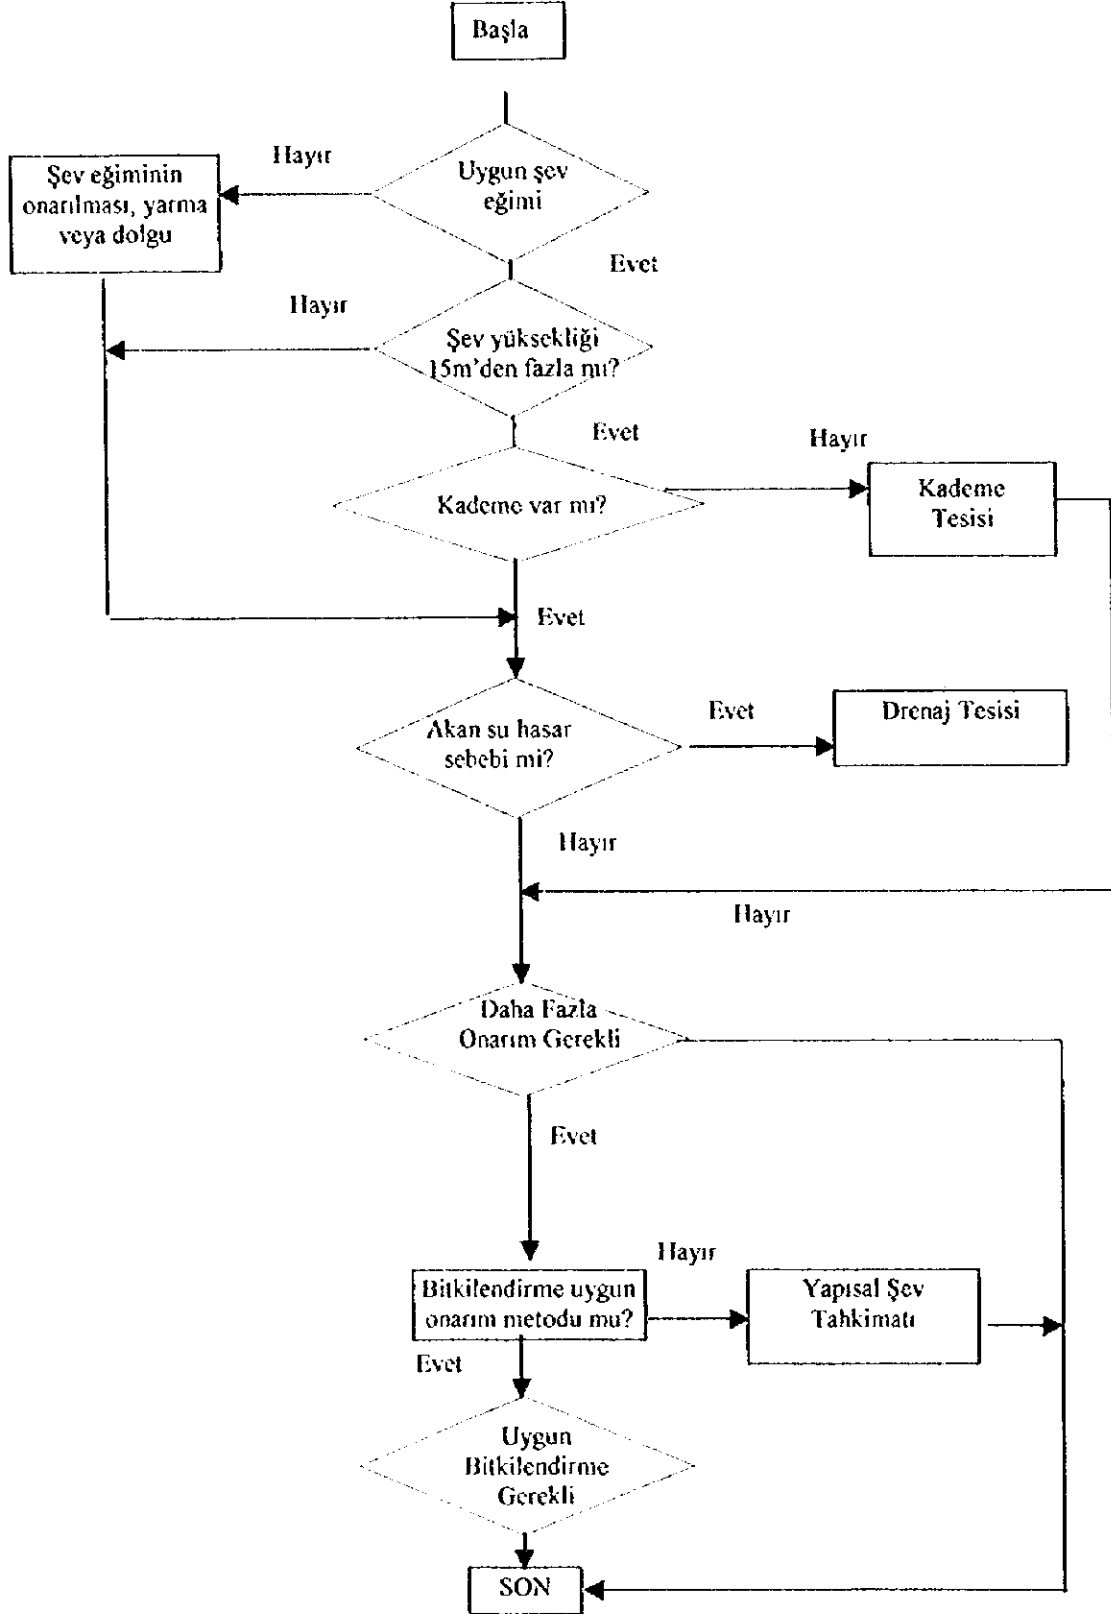 Başla
Hayır
Uygun şev
eğimi
Şev eğiminin
onarılması, yarma
veya dolgu
Evet
Hayır
Şev yüksekliği
15m'den fazla mı?
Evet
Hayır
Kademe var mı?
Kademe
Tesisi
Evet
Akan su hasar
sebebi mi?
Evet
Drenaj Tesisi
Hayır
Hayır
Daha Fazla
Onarım Gerekli
Evet
Hayır
Bitkilendirme uygun
onarım metodu mu?
Yapısal Şev
Tahkimatı
Evet
Uygun
Bitkilendirme
Gerekli
SON